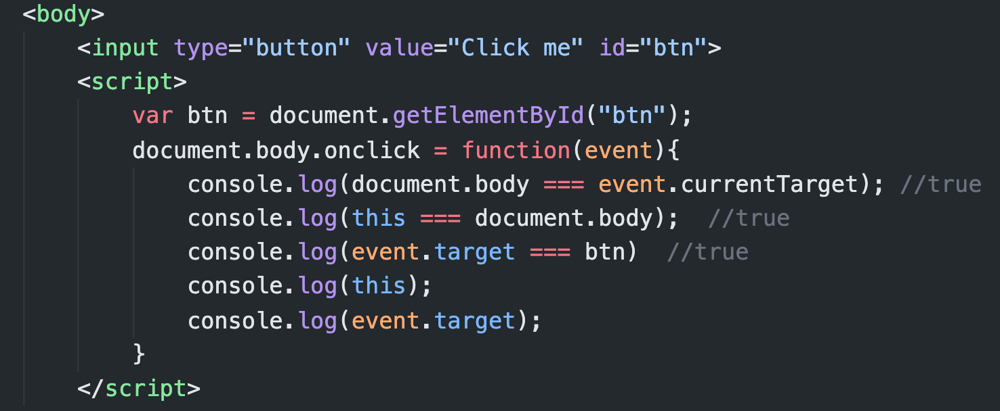 <body>
<input type="button" value="Click me" id="btn">
<script>
var btn = document.getElementById("btn");
document.body.onclick = function(event){
console.log(document.body === event.currentTarget); //true
console.log(this === document.body);  //true
console.log(event.target === btn)  //true
console.log(this);
console.log(event.target);
}
</script>